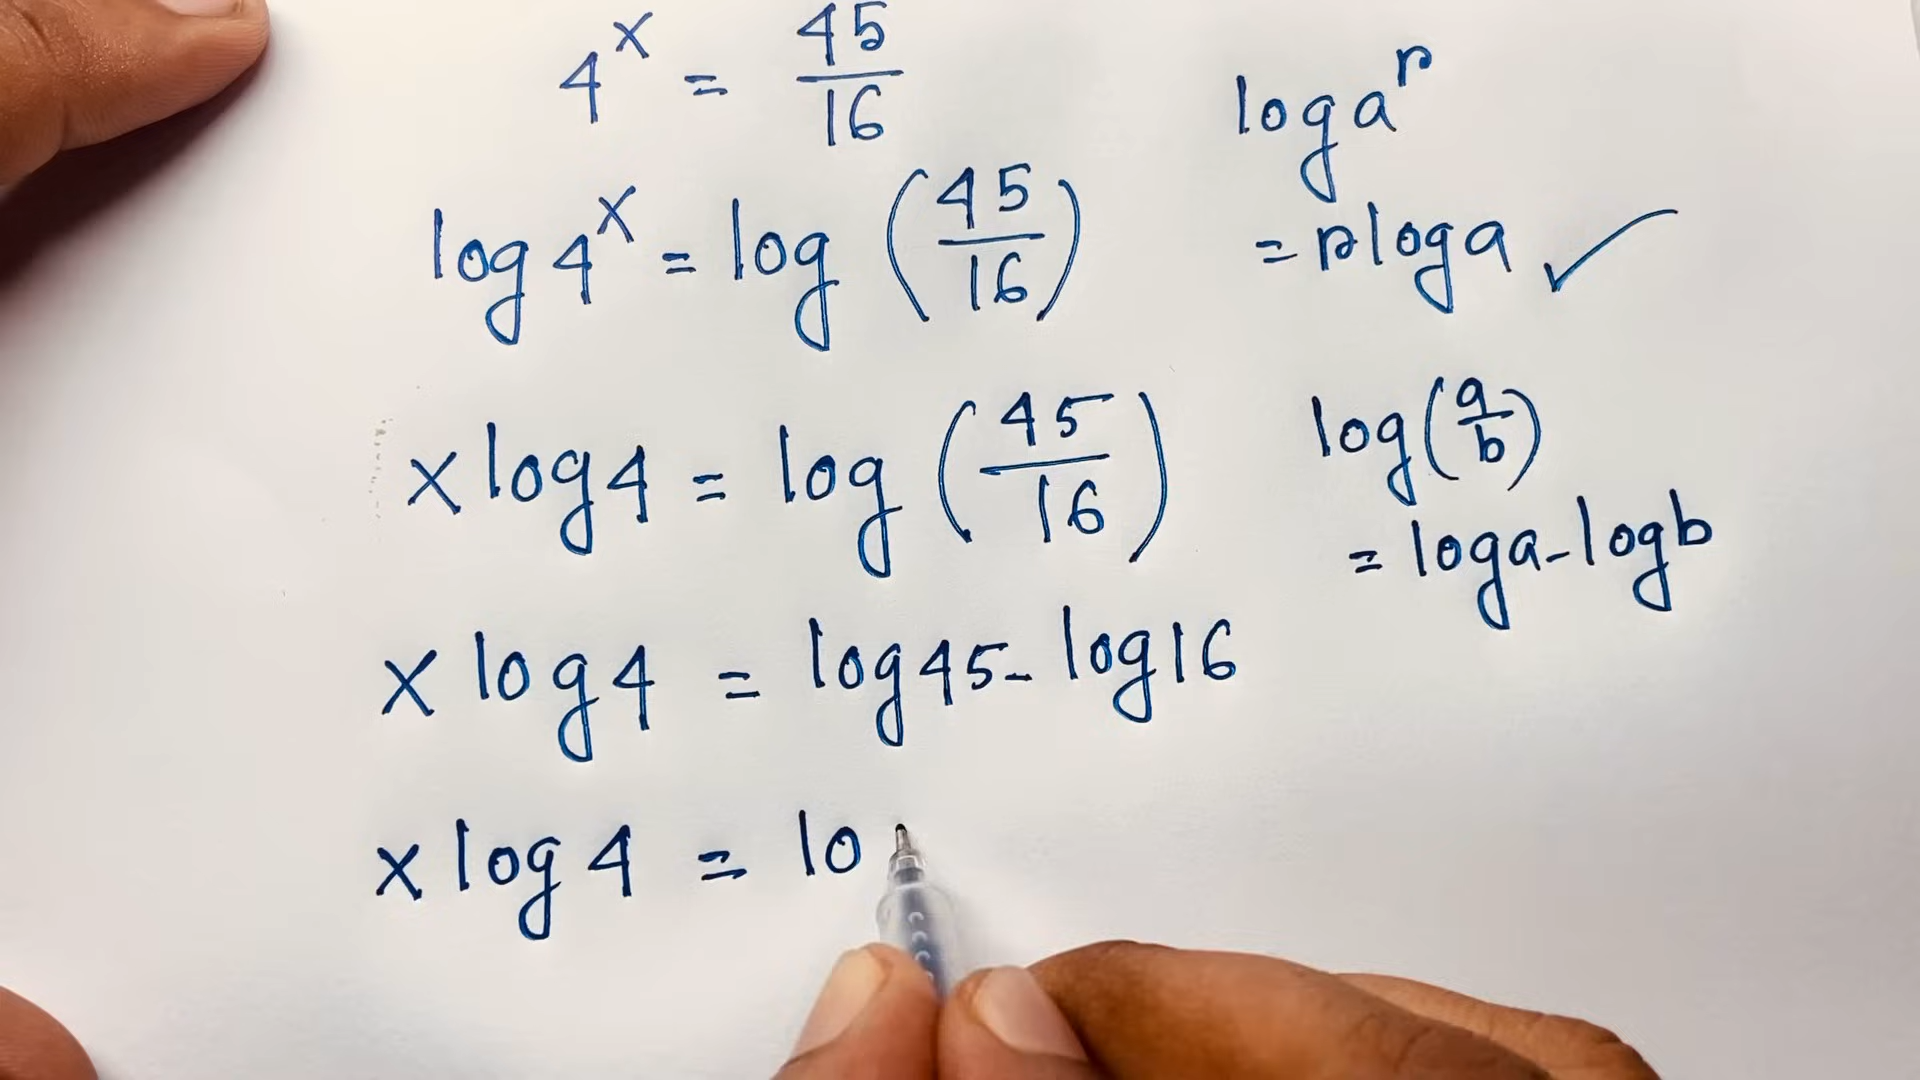 4^x = 45/16
log 4^x = log (45/16)
x log 4 = log (45/16)
x log 4 = log 45 - log 16
x log 4 = lo
log a^n
= n log a ✓
log (a/b)
= log a - log b